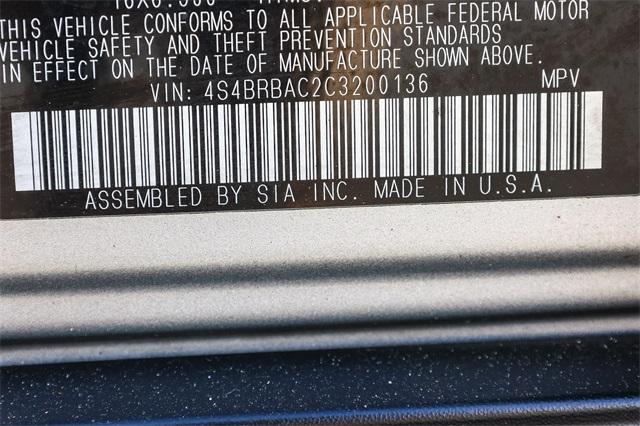 THIS VEHICLE CONFORMS TO ALL APPLICABLE FEDERAL MOTOR
VEHICLE SAFETY AND THEFT PREVENTION STANDARDS
IN EFFECT ON THE DATE OF MANUFACTURE SHOWN ABOVE.
VIN: 4S4BRBAC2C3200136 MPV
ASSEMBLED BY SIA INC. MADE IN U.S.A.